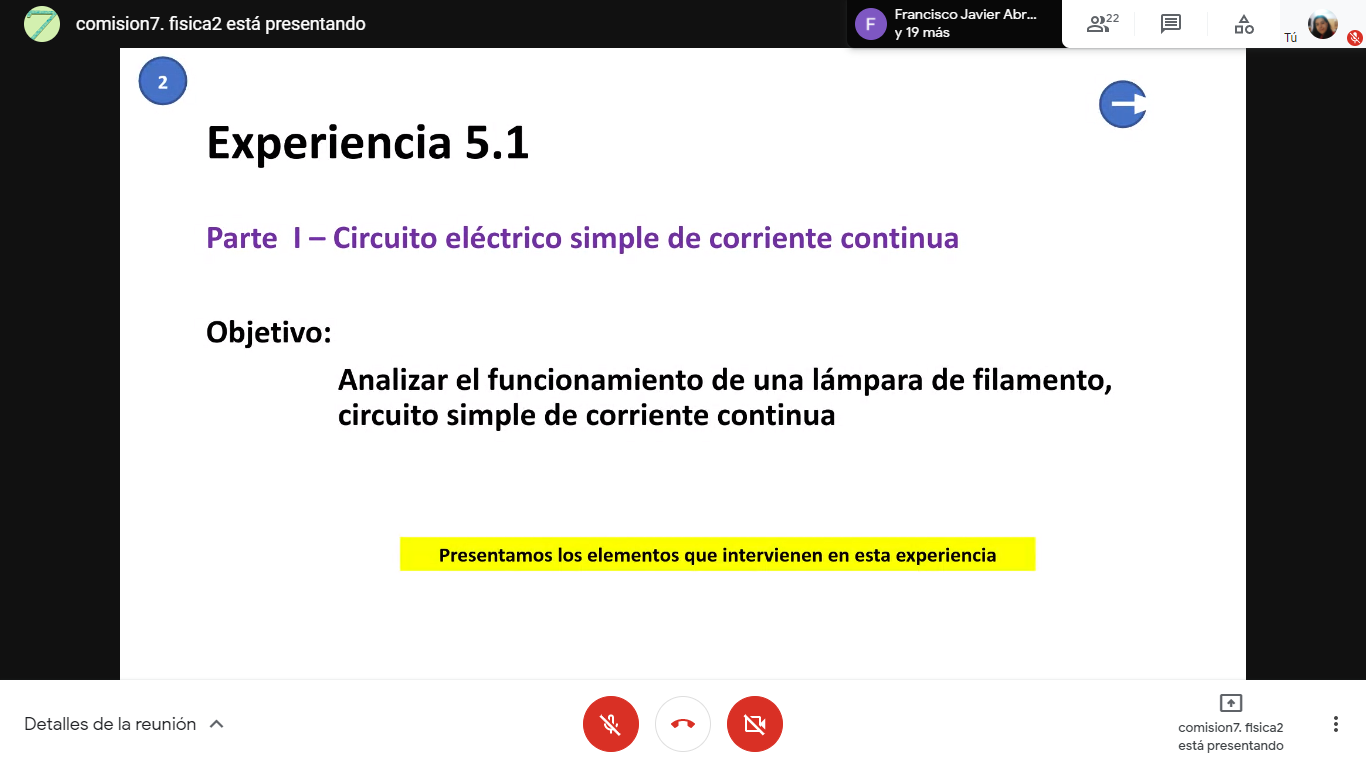 comision7. fisica2 está presentando
F
Francisco Javier Abr...
y 19 más
22
Tú
2
Experiencia 5.1
Parte I – Circuito eléctrico simple de corriente continua
Objetivo:
Analizar el funcionamiento de una lámpara de filamento,
circuito simple de corriente continua
Presentamos los elementos que intervienen en esta experiencia
Detalles de la reunión
comision7. fisica2
está presentando